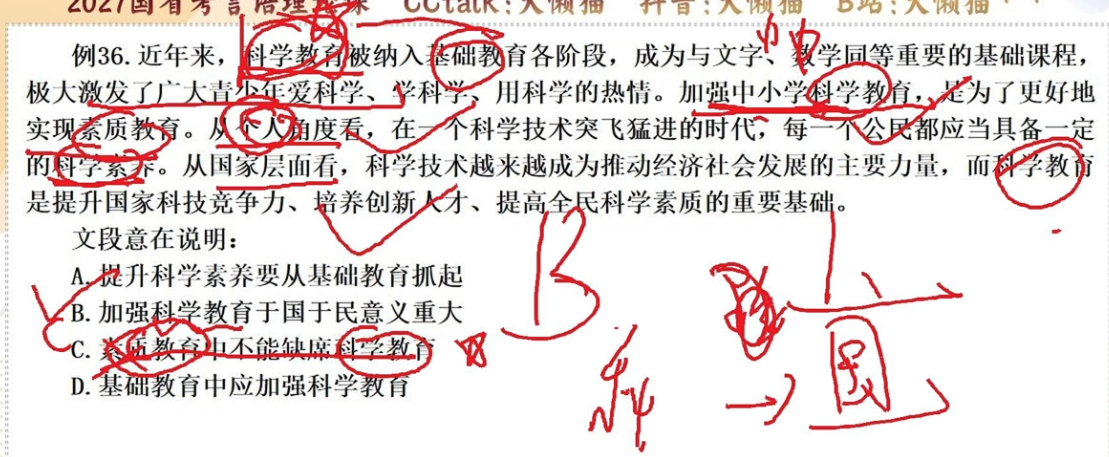 2027国省考言语理
CCtalk:大懒猫 抖音:大懒猫 B站:大懒猫
例36.近年来，科学教育被纳入基础教育各阶段，成为与文字、数学同等重要的基础课程，
极大激发了广大青少年爱科学、学科学、用科学的热情。加强中小学科学教育，是为了更好地
实现素质教育。从个人角度看，在一个科学技术突飞猛进的时代，每一个公民都应当具备一定
的科学素养。从国家层面看，科学技术越来越成为推动经济社会发展的主要力量，而科学教育
是提升国家科技竞争力、培养创新人才、提高全民科学素质的重要基础。
文段意在说明：
A.提升科学素养要从基础教育抓起
B.加强科学教育于国于民意义重大
C.素质教育中不能缺席科学教育
D.基础教育中应加强科学教育
B